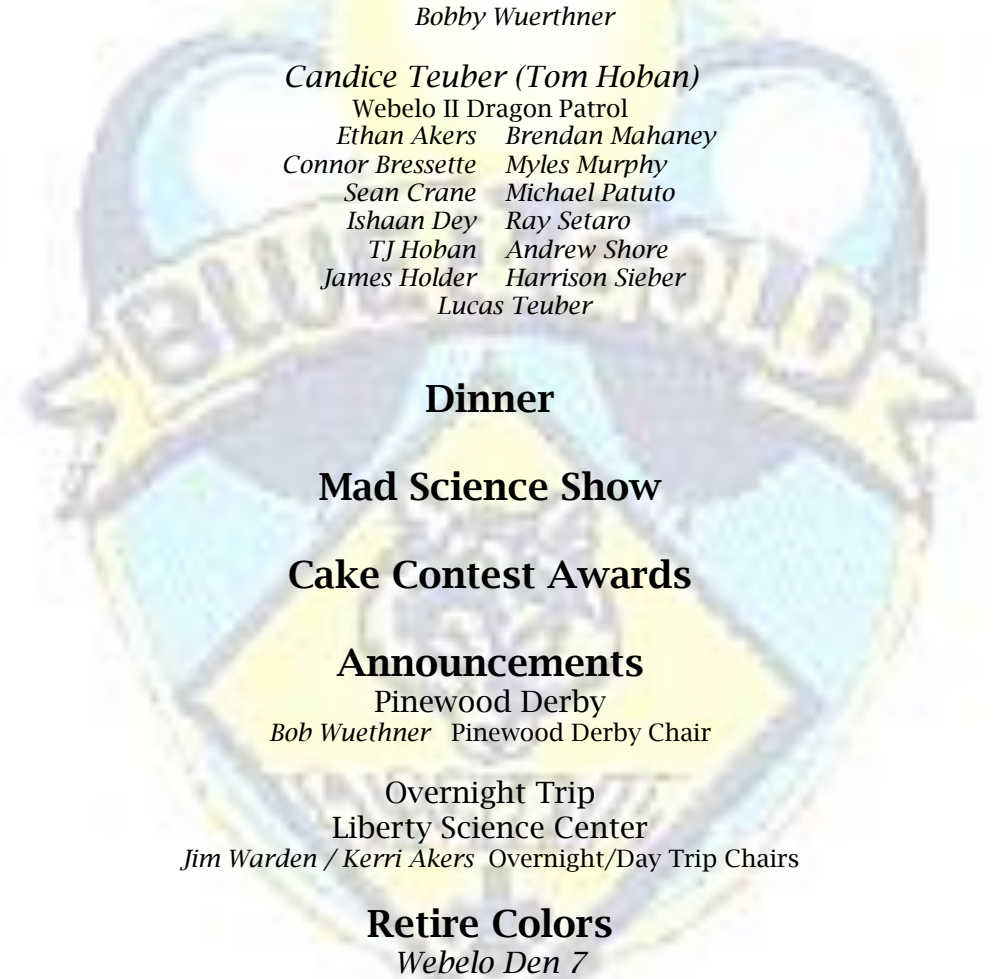 Bobby Wuerthner
Candice Teuber (Tom Hoban)
Webelo II Dragon Patrol
Ethan Akers Brendan Mahaney
Connor Bressette Myles Murphy
Sean Crane Michael Patuto
Ishaan Dey Ray Setaro
TJ Hoban Andrew Shore
James Holder Harrison Sieber
Lucas Teuber
Dinner
Mad Science Show
Cake Contest Awards
Announcements
Pinewood Derby
Bob Wuethner Pinewood Derby Chair
Overnight Trip
Liberty Science Center
Jim Warden / Kerri Akers Overnight/Day Trip Chairs
Retire Colors
Webelo Den 7
BLUE GOLD